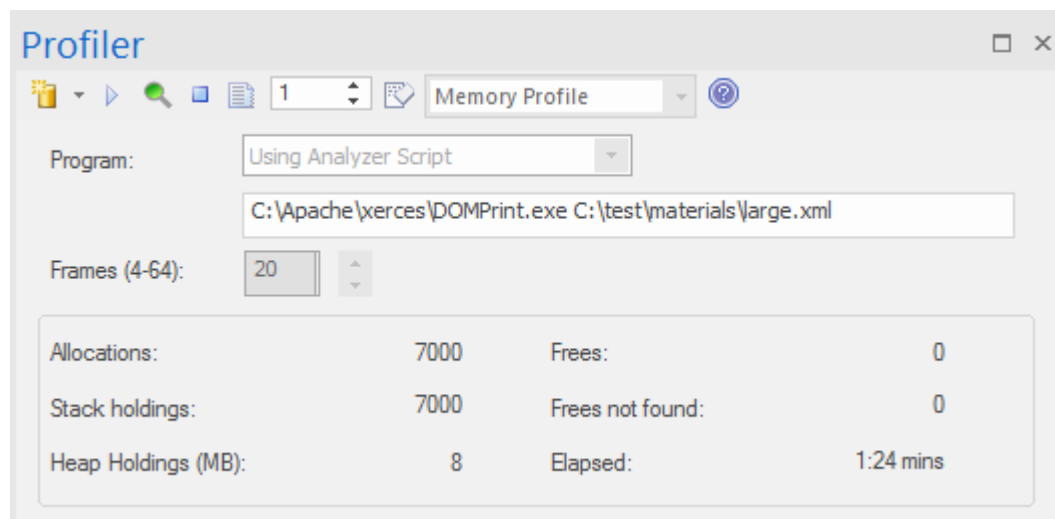 Profiler
1 Memory Profile ?
Program: Using Analyzer Script
C:\Apache\xerces\DOMPrint.exe C:\test\materials\large.xml
Frames (4-64): 20
Allocations: 7000 Frees: 0
Stack holdings: 7000 Frees not found: 0
Heap Holdings (MB): 8 Elapsed: 1:24 mins